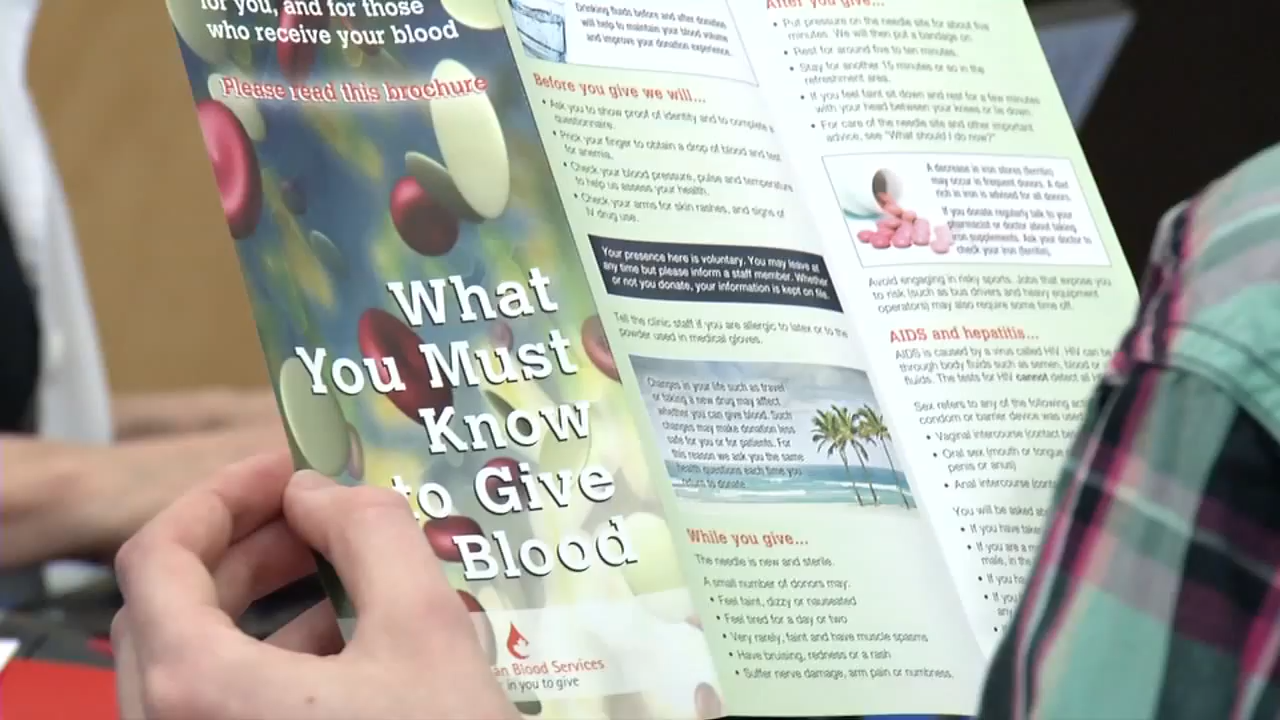 for you, and for those
who receive your blood
Please read this brochure
What
You Must
Know
to Give
Blood
an Blood Services
in you to give
Drinking fluids before and after donation
will help to maintain your blood volume
and improve your donation experience.
Before you give we will...
• Ask you to show proof of identity and to complete a
questionnaire.
• Prick your finger to obtain a drop of blood and test
for anemia.
• Check your blood pressure, pulse and temperature
to help us assess your health.
• Check your arms for skin rashes, and signs of
IV drug use.
Your presence here is voluntary. You may leave at
any time but please inform a staff member. Whether
or not you donate, your information is kept on file.
Tell the clinic staff if you are allergic to latex or to the
powder used in medical gloves.
Changes in your life such as travel
or taking a new drug may affect
whether you can give blood. Such
changes may make donation less
safe for you or for patients. For
this reason we ask you the same
health questions each time you
return to donate.
While you give...
The needle is new and sterile.
A small number of donors may:
• Feel faint, dizzy or nauseated
• Feel tired for a day or two
• Very rarely, faint and have muscle spasms
• Have bruising, redness or a rash
• Suffer nerve damage, arm pain or numbness.
After you give...
• Put pressure on the needle site for about five
minutes. We will then put a bandage on.
• Rest for around five to ten minutes.
• Stay for another 15 minutes or so in the
refreshment area.
• If you feel faint sit down and rest for a few minutes
with your head between your knees or lie down.
• For care of the needle site and other important
advice, see "What should I do now?"
A decrease in iron stores (ferritin)
may occur in frequent donors. A diet
rich in iron is advised for all donors.
If you donate regularly talk to your
pharmacist or doctor about taking
iron supplements. Ask your doctor to
check your iron (ferritin).
Avoid engaging in risky sports. Jobs that expose you
to risk (such as bus drivers and heavy equipment
operators) may also require some time off.
AIDS and hepatitis...
AIDS is caused by a virus called HIV. HIV can be
through body fluids such as semen, blood or
fluids. The tests for HIV cannot detect all
Sex refers to any of the following
condom or barrier device was used
• Vaginal intercourse (contact
• Oral sex (mouth or tongue
penis or anus)
• Anal intercourse
You will be asked
• If you have
• If you are a
male, in the
• If you
• If you
any